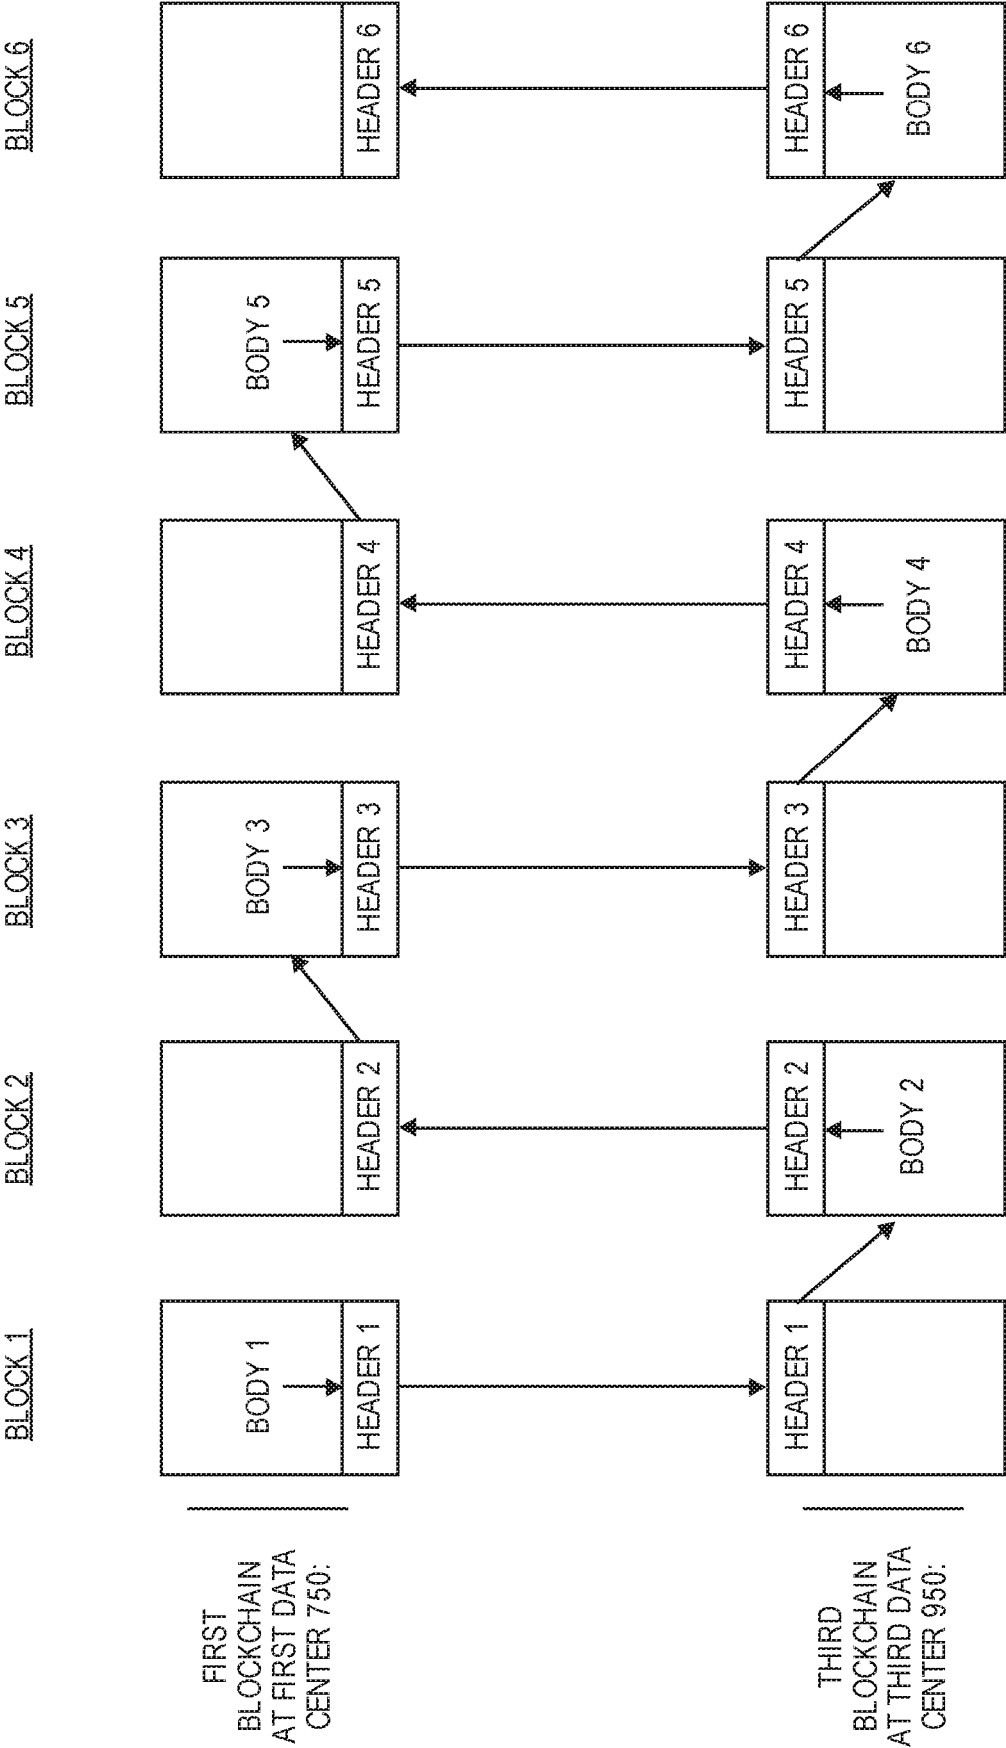 BLOCK 1
BLOCK 2
BLOCK 3
BLOCK 4
BLOCK 5
BLOCK 6
FIRST
BLOCKCHAIN
AT FIRST DATA
CENTER 750:
BODY 1
HEADER 1
HEADER 2
BODY 3
HEADER 3
HEADER 4
BODY 5
HEADER 5
HEADER 6
THIRD
BLOCKCHAIN
AT THIRD DATA
CENTER 950:
HEADER 1
HEADER 2
BODY 2
HEADER 3
HEADER 4
BODY 4
HEADER 5
HEADER 6
BODY 6